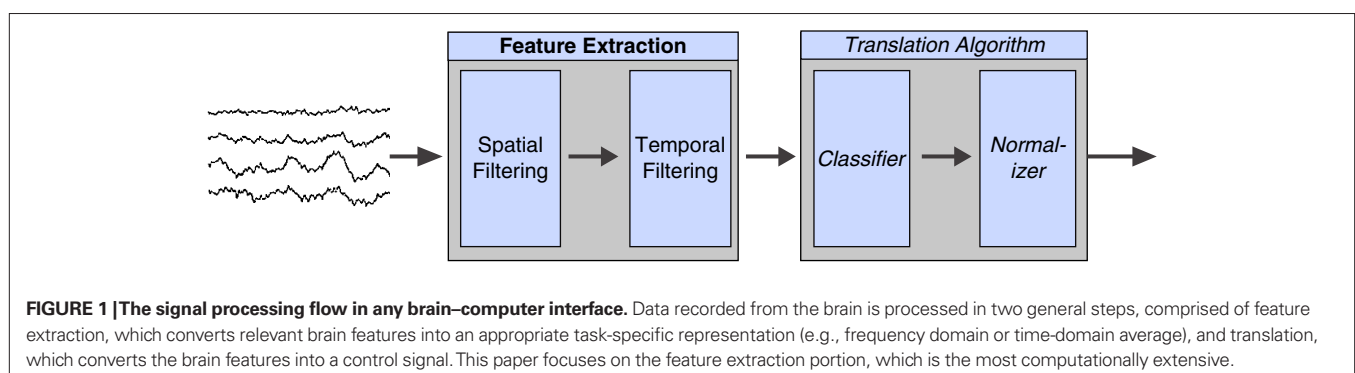 Feature Extraction
Translation Algorithm
Spatial
Filtering
Temporal
Filtering
Classifier
Normal-
izer
FIGURE 1 | The signal processing flow in any brain–computer interface. Data recorded from the brain is processed in two general steps, comprised of feature
extraction, which converts relevant brain features into an appropriate task-specific representation (e.g., frequency domain or time-domain average), and translation,
which converts the brain features into a control signal. This paper focuses on the feature extraction portion, which is the most computationally extensive.